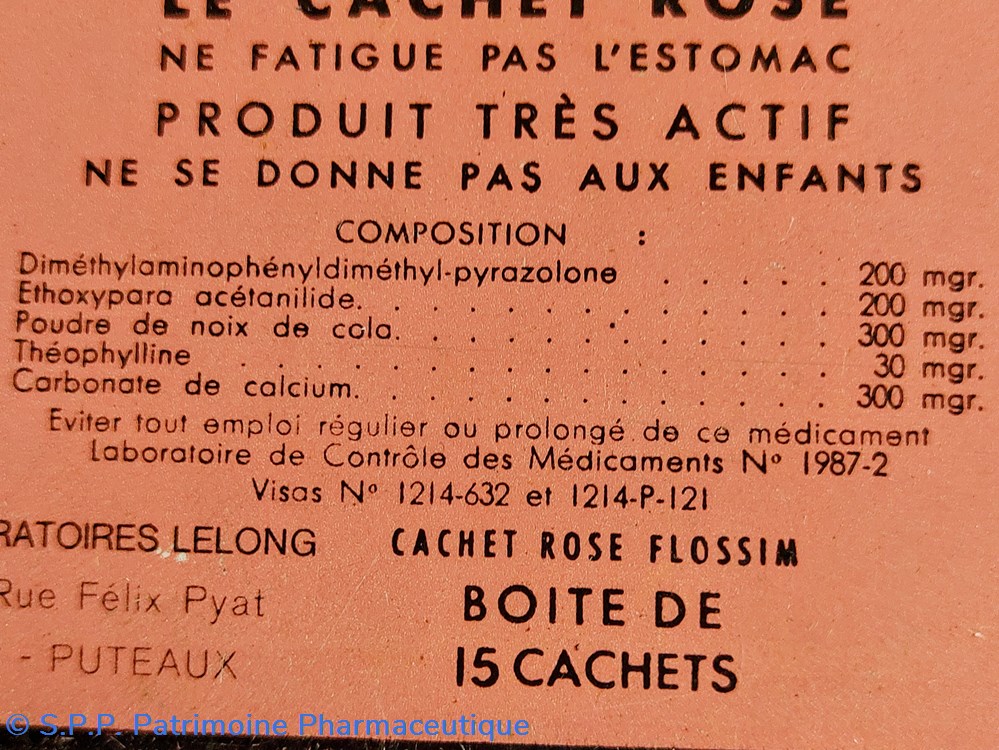 LE CACHET ROSE
NE FATIGUE PAS L'ESTOMAC
PRODUIT TRÈS ACTIF
NE SE DONNE PAS AUX ENFANTS
COMPOSITION :
Diméthylaminophényldiméthyl-pyrazolone . . . . . 200 mgr.
Ethoxypara acétanilide. . . . . . . . . . . . . 200 mgr.
Poudre de noix de cola. . . . . . . . . . . . 300 mgr.
Théophylline . . . . . . . . . . . . . . . 30 mgr.
Carbonate de calcium. . . . . . . . . . . . . 300 mgr.
Eviter tout emploi régulier ou prolongé de ce médicament
Laboratoire de Contrôle des Médicaments N° 1987-2
Visas N° 1214-632 et 1214-P-121
RATOIRES LELONG
Rue Félix Pyat
- PUTEAUX
CACHET ROSE FLOSSIM
BOITE DE
15 CACHETS
© S.P.P. Patrimoine Pharmaceutique